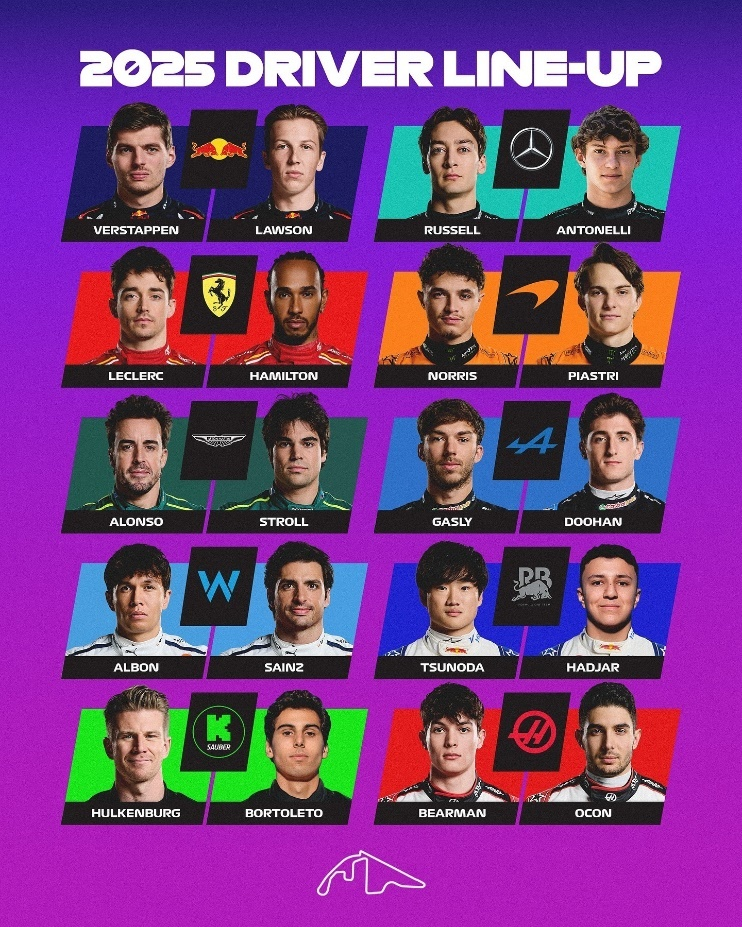 2025 DRIVER LINE-UP
VERSTAPPEN LAWSON RUSSELL ANTONELLI
LECLERC HAMILTON NORRIS PIASTRI
ALONSO STROLL GASLY DOOHAN
ALBON SAINZ TSUNODA HADJAR
K
SAUBER
HULKENBURG BORTOLETO BEARMAN OCON